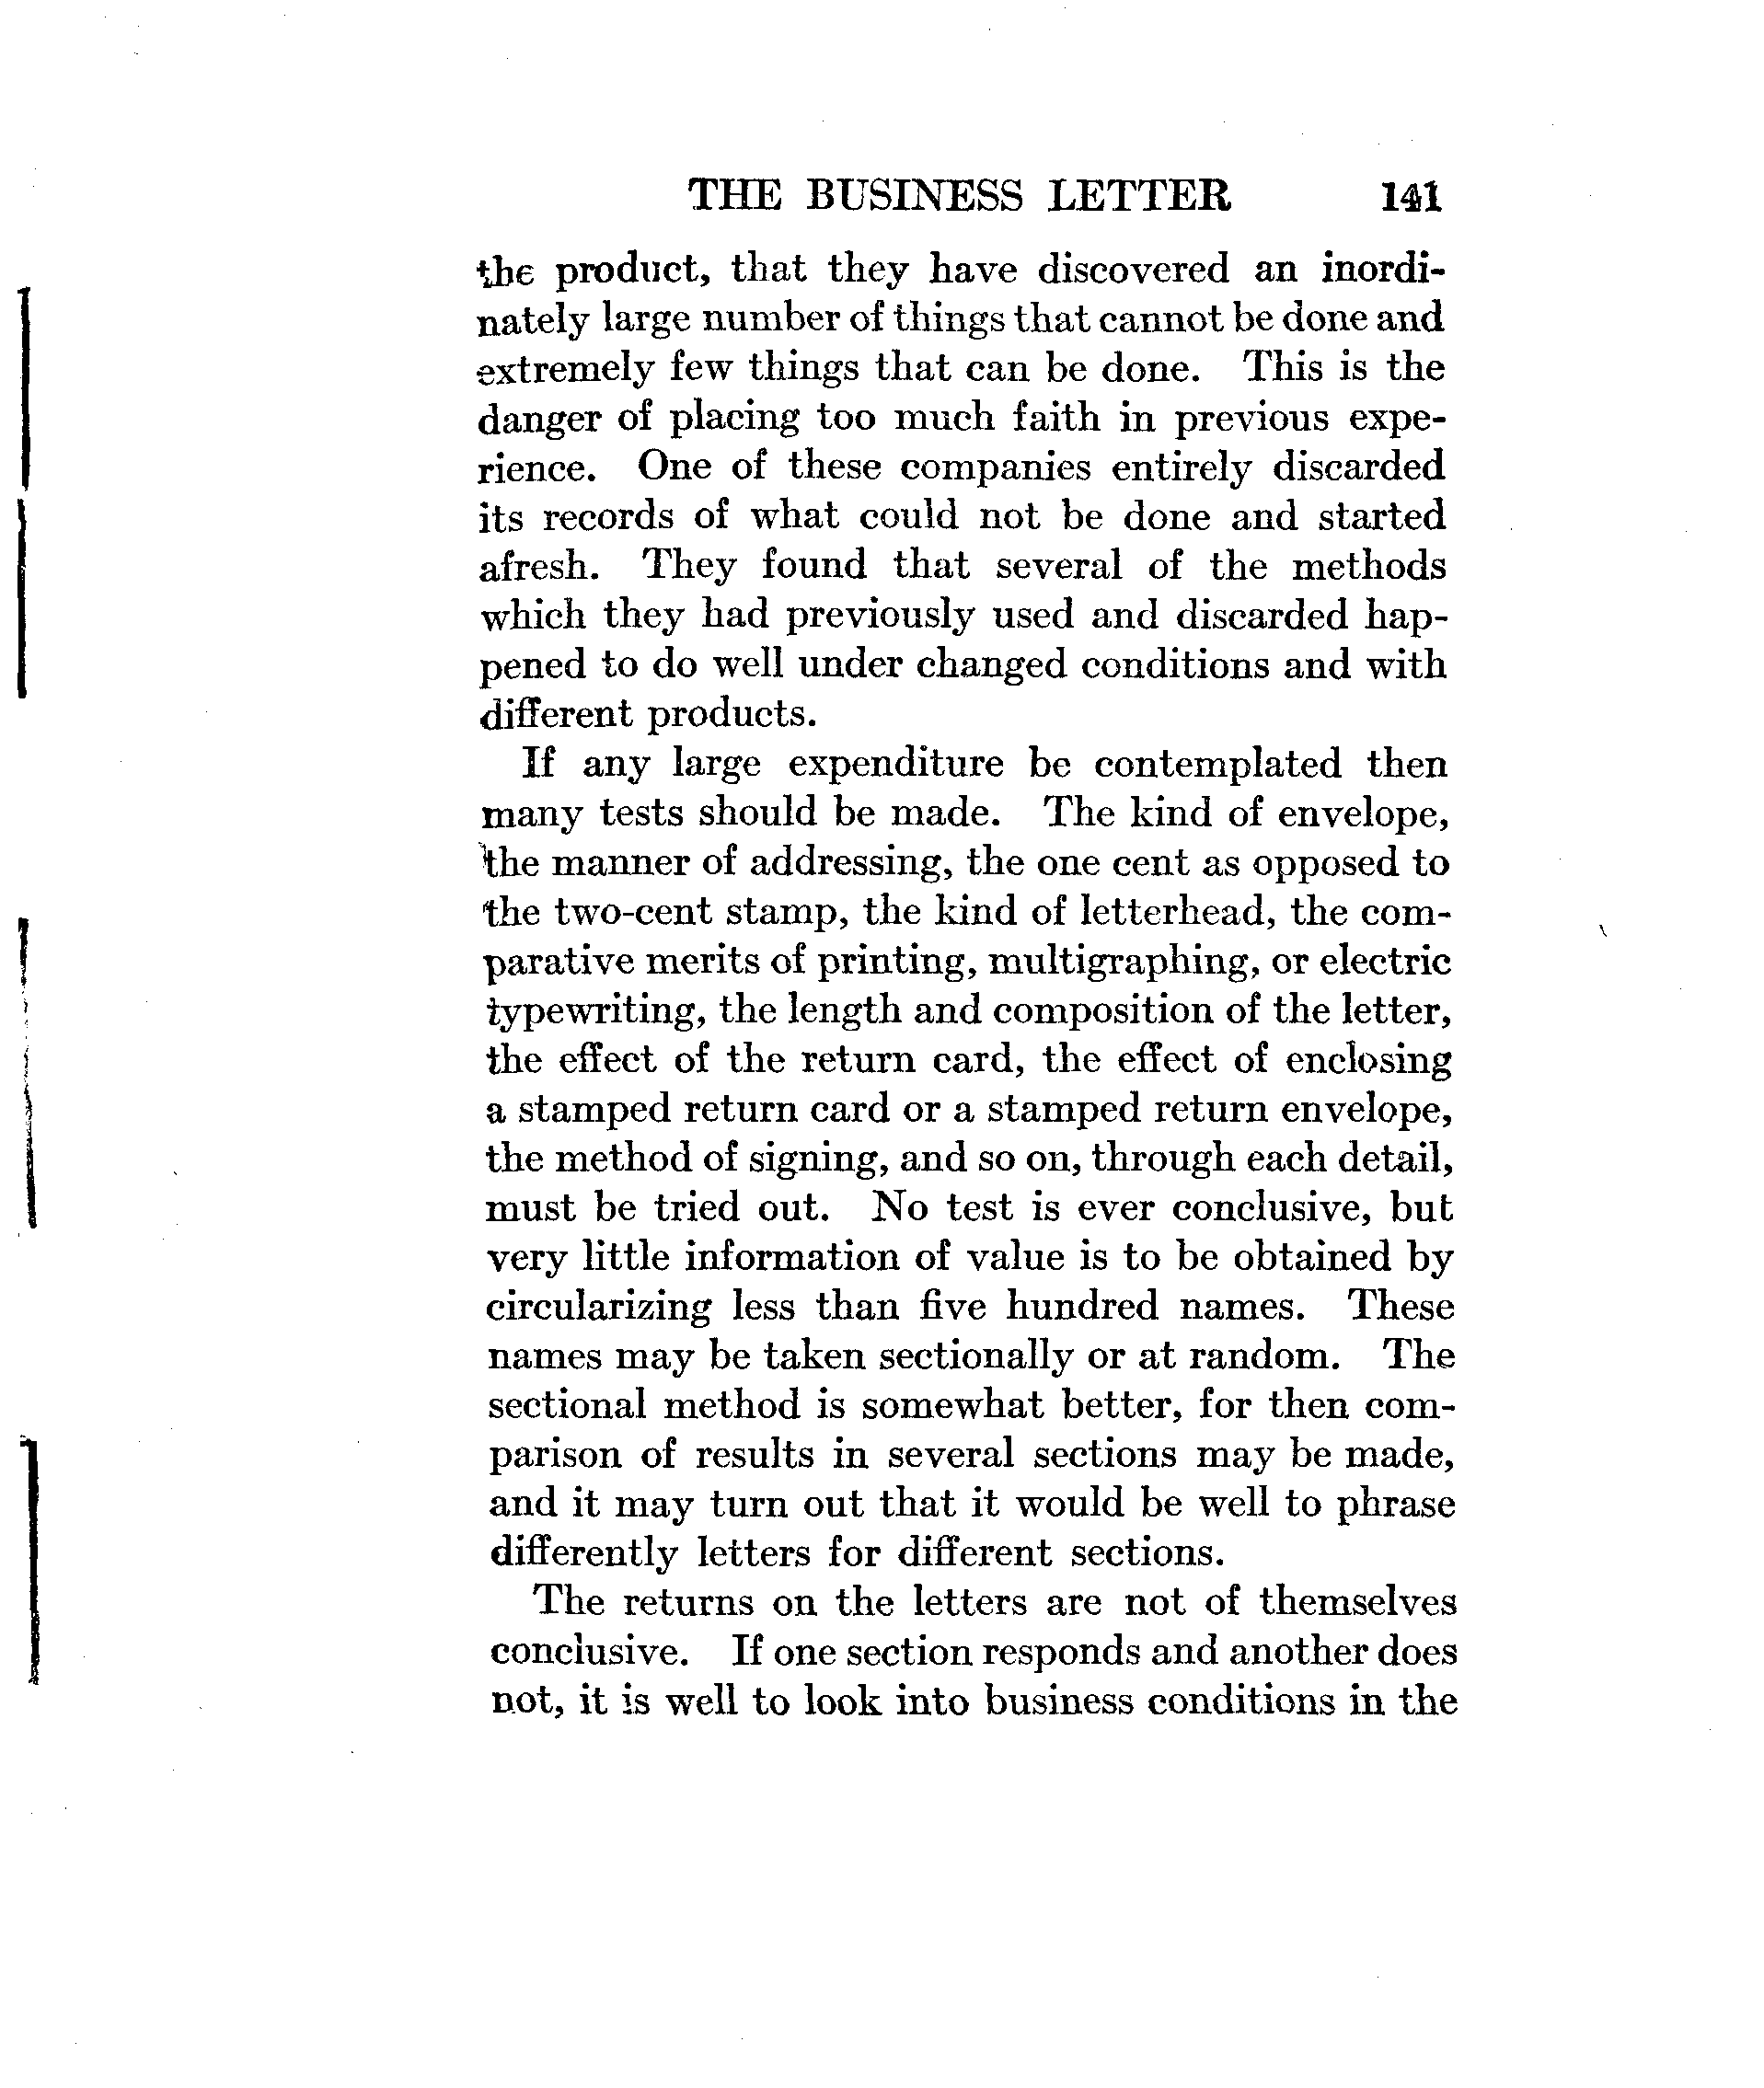 THE BUSINESS LETTER 141
the product, that they have discovered an inordi-
nately large number of things that cannot be done and
extremely few things that can be done. This is the
danger of placing too much faith in previous expe-
rience. One of these companies entirely discarded
its records of what could not be done and started
afresh. They found that several of the methods
which they had previously used and discarded hap-
pened to do well under changed conditions and with
different products.
If any large expenditure be contemplated then
many tests should be made. The kind of envelope,
the manner of addressing, the one cent as opposed to
the two-cent stamp, the kind of letterhead, the com-
parative merits of printing, multigraphing, or electric
typewriting, the length and composition of the letter,
the effect of the return card, the effect of enclosing
a stamped return card or a stamped return envelope,
the method of signing, and so on, through each detail,
must be tried out. No test is ever conclusive, but
very little information of value is to be obtained by
circularizing less than five hundred names. These
names may be taken sectionally or at random. The
sectional method is somewhat better, for then com-
parison of results in several sections may be made,
and it may turn out that it would be well to phrase
differently letters for different sections.
The returns on the letters are not of themselves
conclusive. If one section responds and another does
not, it is well to look into business conditions in the